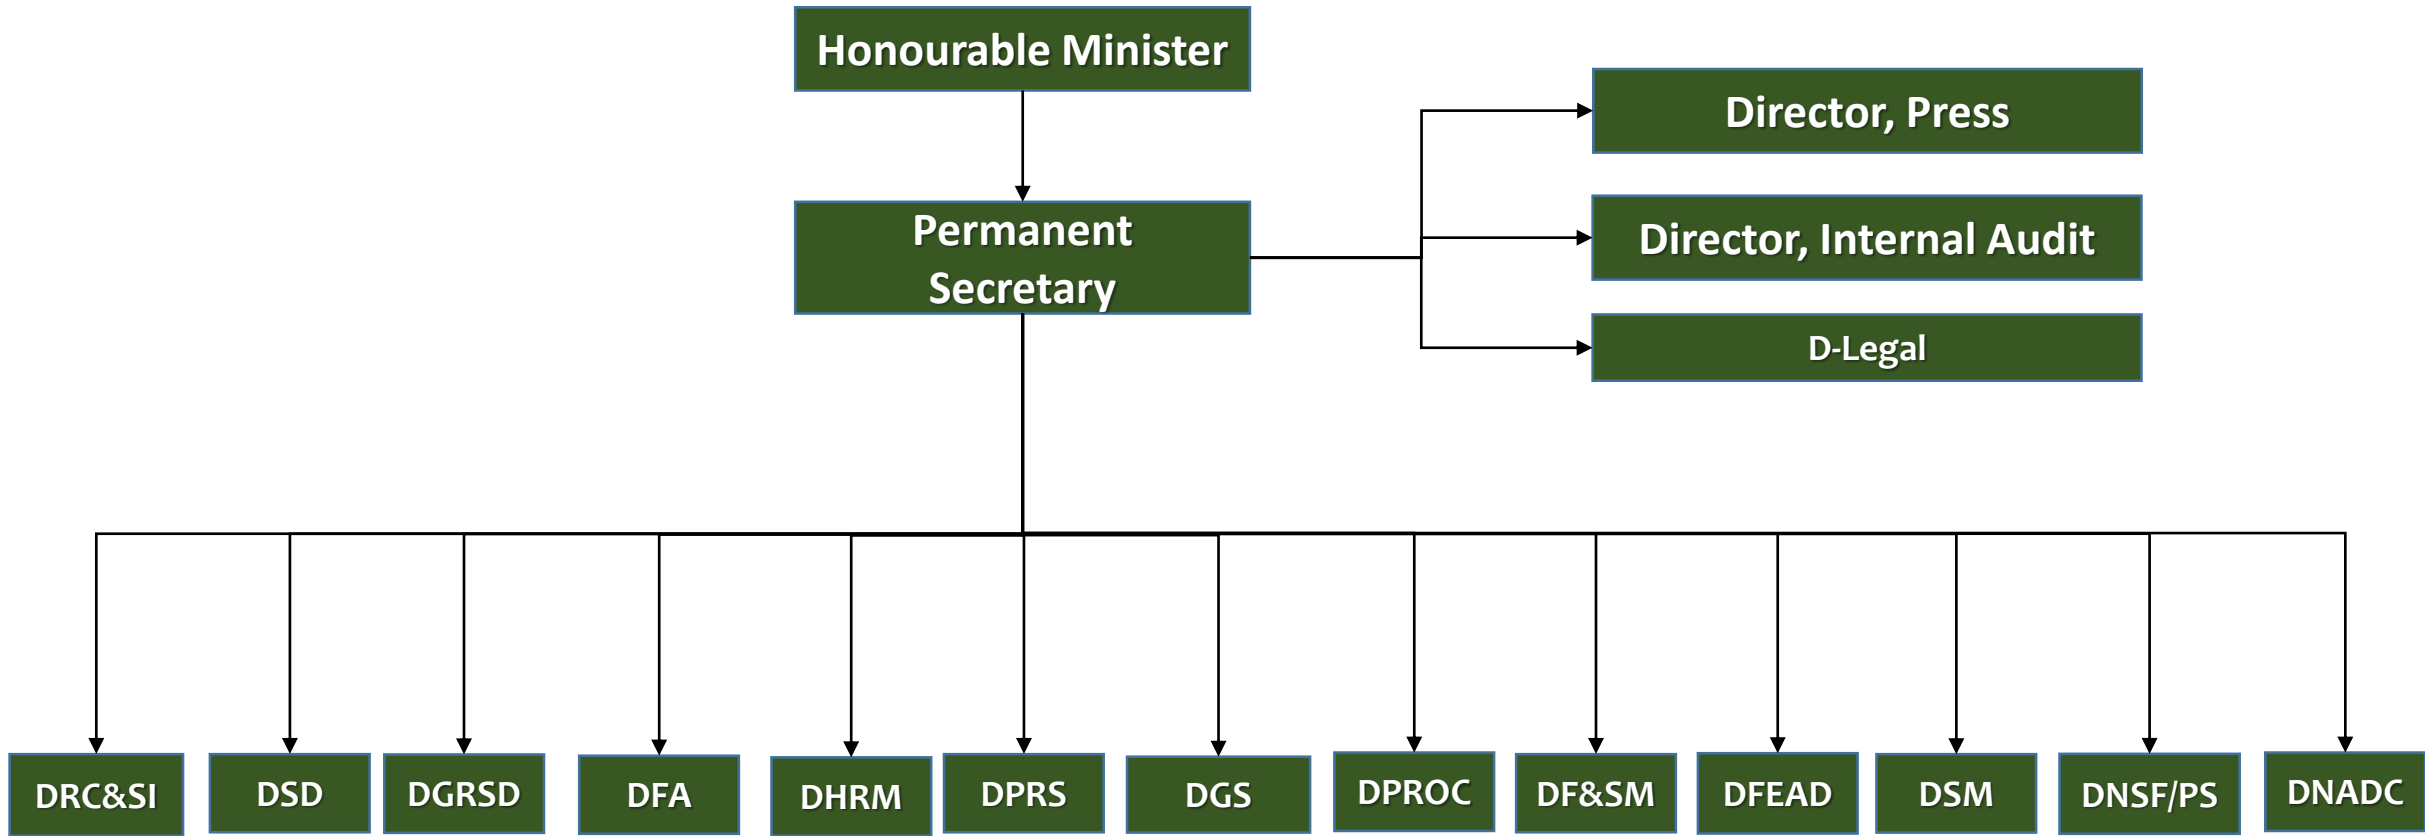 Honourable Minister
Director, Press
Permanent
Secretary
Director, Internal Audit
D-Legal
DRC&SI
DSD
DGRSD
DFA
DHRM
DPRS
DGS
DPROC
DF&SM
DFEAD
DSM
DNSF/PS
DNADC